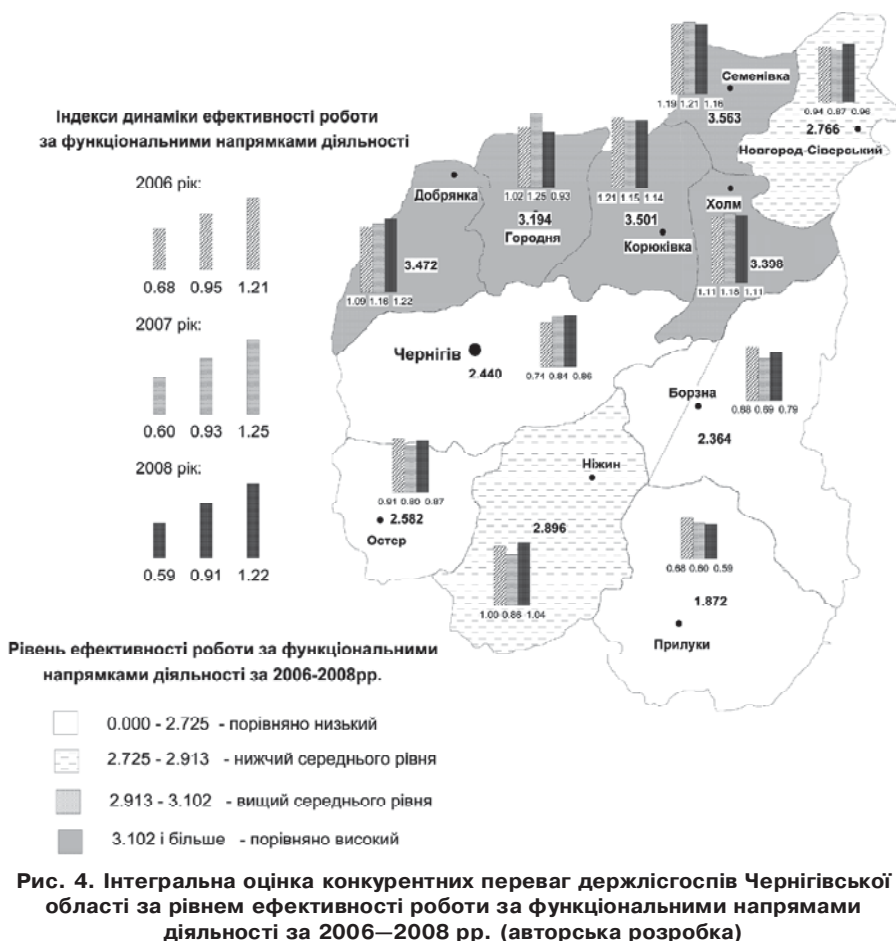 Індекси динаміки ефективності роботи
за функціональними напрямками діяльності
2006 рік:
0.68 0.95 1.21
2007 рік:
0.60 0.93 1.25
2008 рік:
0.59 0.91 1.22
Семенівка
1.19 1.21 1.16
3.563
0.94 0.87 0.96
2.766
Новгород-Сіверський
Добрянка
1.02 1.25 0.93
3.194
Городня
1.21 1.15 1.14
3.501
Корюківка
Холм
3.398
1.11 1.18 1.11
3.472
1.09 1.16 1.22
Чернігів
2.440
0.74 0.84 0.86
Борзна
0.88 0.69 0.79
2.364
0.91 0.80 0.87
2.582
Остер
Ніжин
2.896
1.00 0.86 1.04
0.68 0.60 0.59
1.872
Прилуки
Рівень ефективності роботи за функціональними
напрямками діяльності за 2006-2008рр.
0.000 - 2.725 - порівняно низький
2.725 - 2.913 - нижчий середнього рівня
2.913 - 3.102 - вищий середнього рівня
3.102 і більше - порівняно високий
Рис. 4. Інтегральна оцінка конкурентних переваг держлісгоспів Чернігівської
області за рівнем ефективності роботи за функціональними напрямами
діяльності за 2006—2008 рр. (авторська розробка)